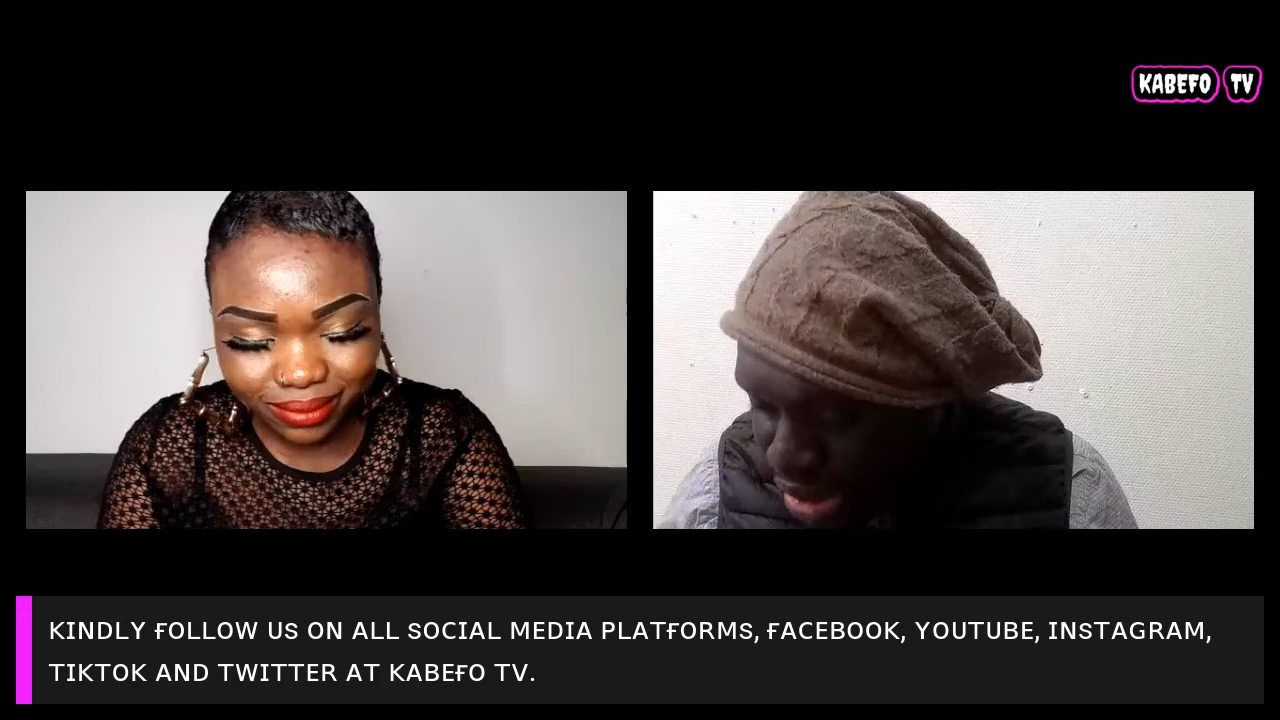 KABEFO TV
KINDLY FOLLOW US ON ALL SOCIAL MEDIA PLATFORMS, FACEBOOK, YOUTUBE, INSTAGRAM,
TIKTOK AND TWITTER AT KABEFO TV.